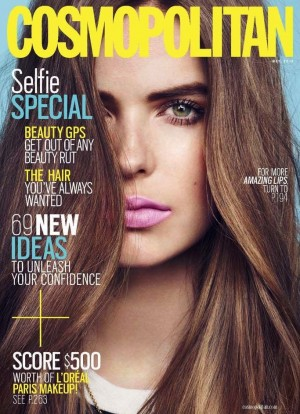 COSMOPOLITAN
Selfie
SPECIAL
BEAUTY GPS
GET OUT OF ANY
BEAUTY RUT
THE HAIR
YOU'VE ALWAYS
WANTED
69 NEW
IDEAS
TO UNLEASH
YOUR CONFIDENCE
+
SCORE $500
WORTH OF L'ORÉAL
PARIS MAKEUP!
SEE P.263
FOR MORE
AMAZING LIPS,
TURN TO
P.194